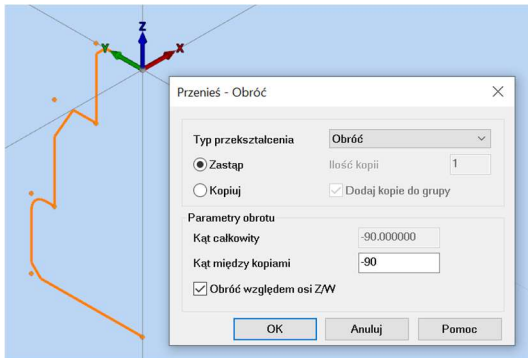 Z
Y
X
Przenieś - Obróć
Typ przekształcenia
Obróć
Zastąp
Ilość kopii
1
Kopiuj
Dodaj kopie do grupy
Parametry obrotu
Kąt całkowity
-90.000000
Kąt między kopiami
-90
Obróć względem osi Z/W
OK
Anuluj
Pomoc